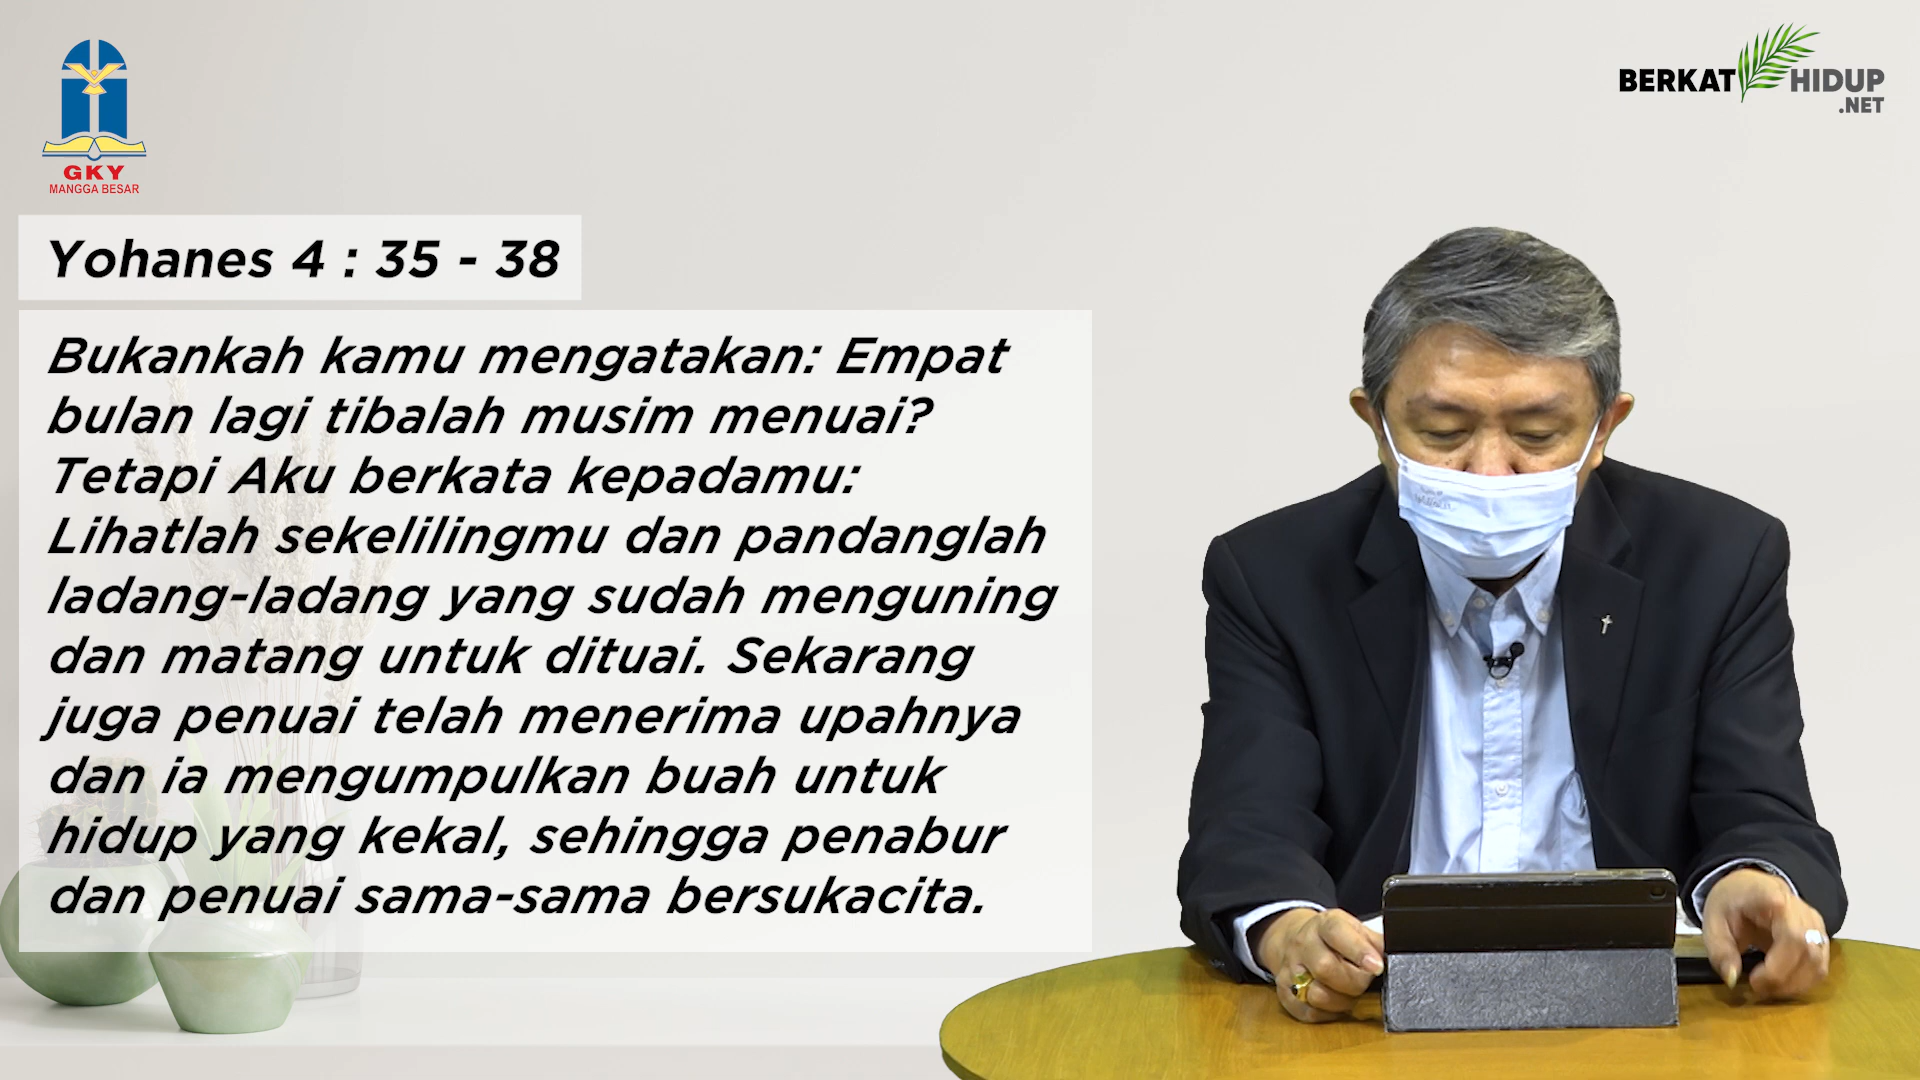 GKY
MANGGA BESAR
BERKAT HIDUP
.NET
Yohanes 4 : 35 - 38
Bukankah kamu mengatakan: Empat
bulan lagi tibalah musim menuai?
Tetapi Aku berkata kepadamu:
Lihatlah sekelilingmu dan pandanglah
ladang-ladang yang sudah menguning
dan matang untuk dituai. Sekarang
juga penuai telah menerima upahnya
dan ia mengumpulkan buah untuk
hidup yang kekal, sehingga penabur
dan penuai sama-sama bersukacita.